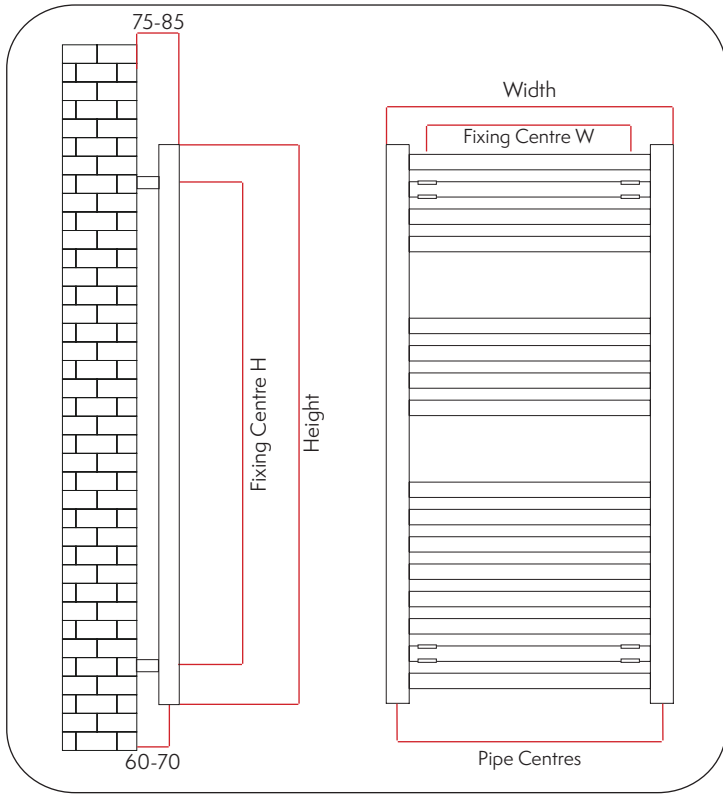 75-85
Width
Fixing Centre W
Fixing Centre H
Height
60-70
Pipe Centres